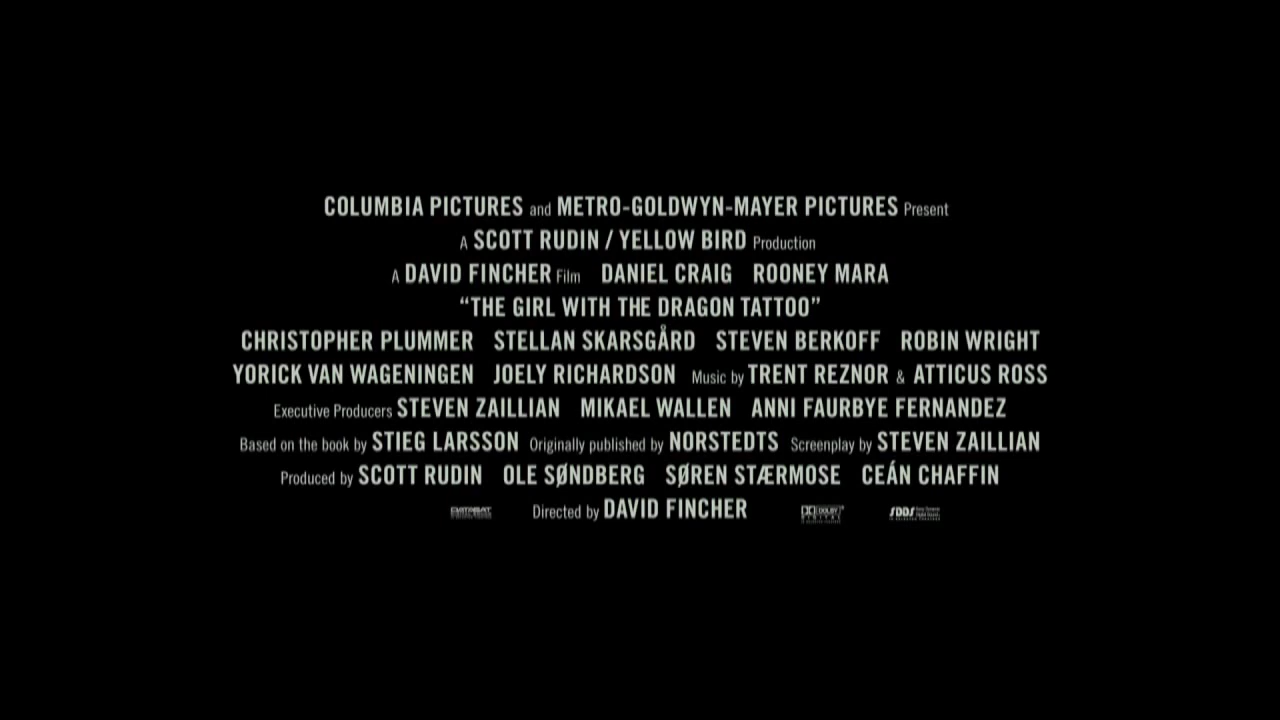 COLUMBIA PICTURES and METRO-GOLDWYN-MAYER PICTURES Present
A SCOTT RUDIN / YELLOW BIRD Production
A DAVID FINCHER Film DANIEL CRAIG ROONEY MARA
“THE GIRL WITH THE DRAGON TATTOO”
CHRISTOPHER PLUMMER STELLAN SKARSGÅRD STEVEN BERKOFF ROBIN WRIGHT
YORICK VAN WAGENINGEN JOELY RICHARDSON Music by TRENT REZNOR & ATTICUS ROSS
Executive Producers STEVEN ZAILLIAN MIKAEL WALLEN ANNI FAURBYE FERNANDEZ
Based on the book by STIEG LARSSON Originally published by NORSTEDTS Screenplay by STEVEN ZAILLIAN
Produced by SCOTT RUDIN OLE SØNDBERG SØREN STÆRMOSE CEÁN CHAFFIN
Directed by DAVID FINCHER DOLBY DIGITAL SDDS